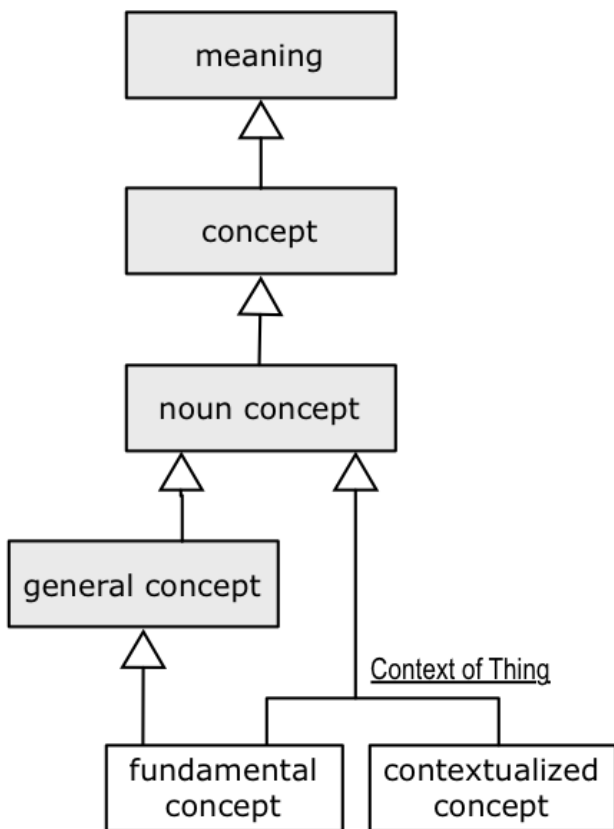 meaning
concept
noun concept
general concept
Context of Thing
fundamental
concept
contextualized
concept